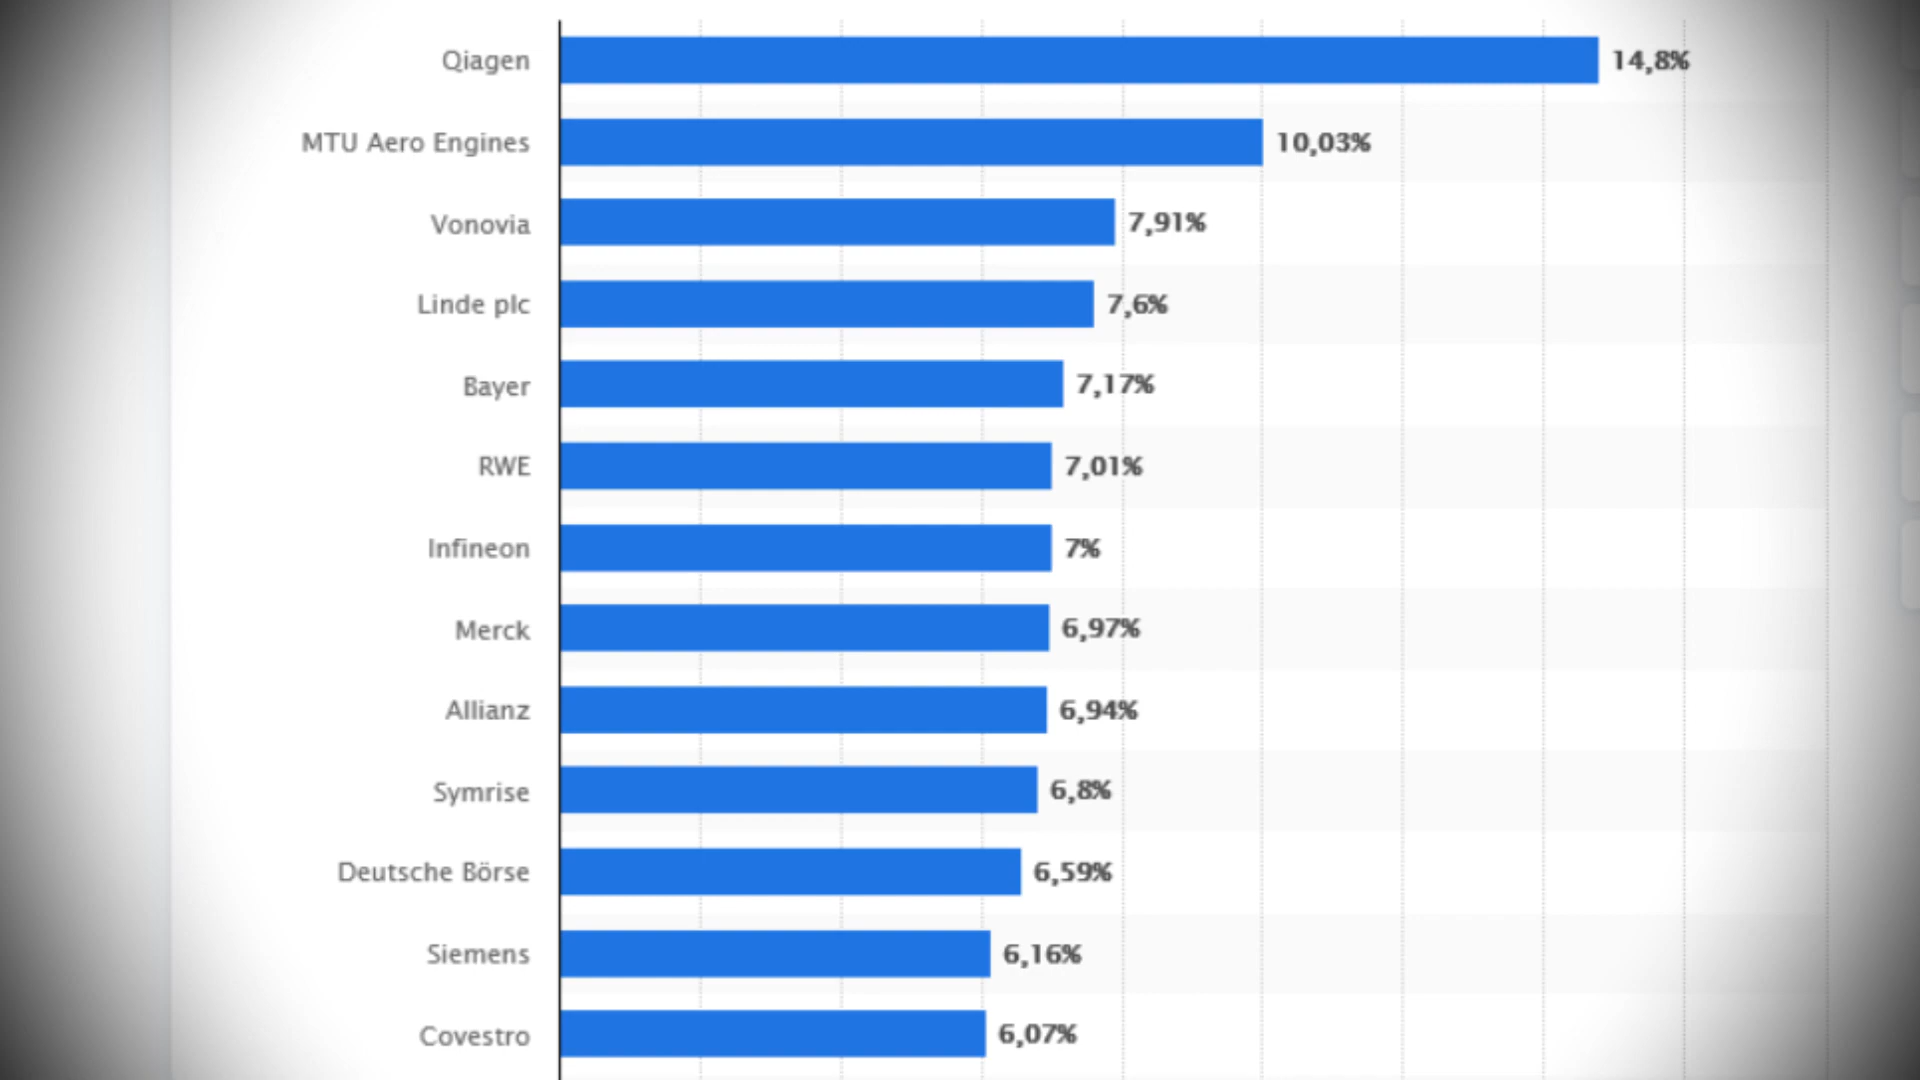 Qiagen 14,8%
MTU Aero Engines 10,03%
Vonovia 7,91%
Linde plc 7,6%
Bayer 7,17%
RWE 7,01%
Infineon 7%
Merck 6,97%
Allianz 6,94%
Symrise 6,8%
Deutsche Börse 6,59%
Siemens 6,16%
Covestro 6,07%